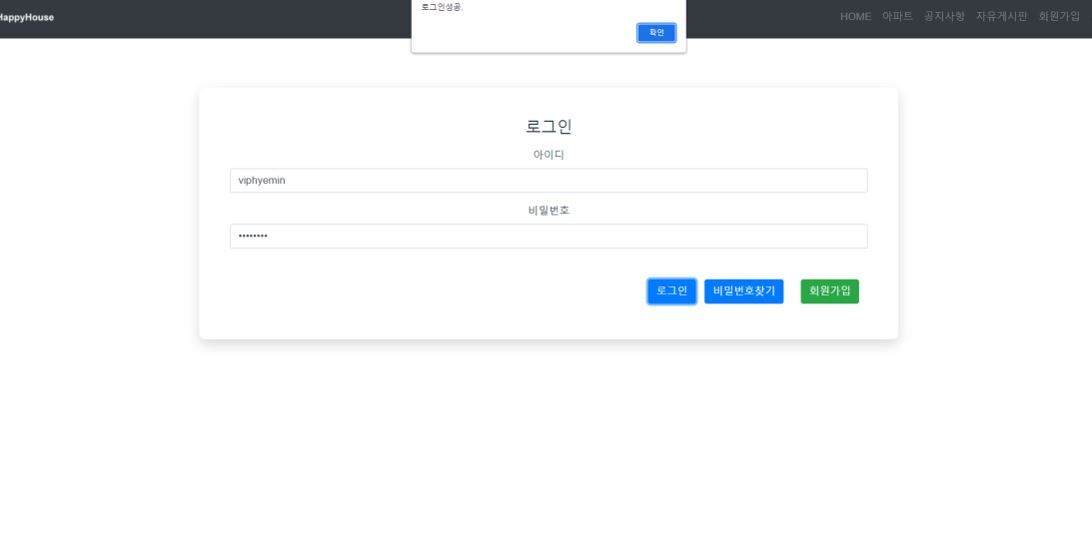 HappyHouse
로그인성공.
확인
HOME 아파트 공지사항 자유게시판 회원가입
로그인
아이디
viphyemin
비밀번호
••••••••
로그인 비밀번호찾기 회원가입